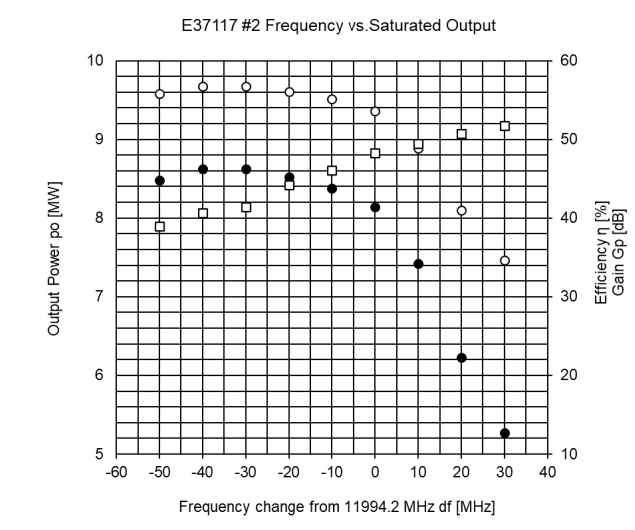 E37117 #2 Frequency vs.Saturated Output
10
9
8
7
6
5
60
50
40
30
20
10
-60 -50 -40 -30 -20 -10 0 10 20 30 40
Output Power po [MW]
Efficiency η [%]
Gain Gp [dB]
Frequency change from 11994.2 MHz df [MHz]